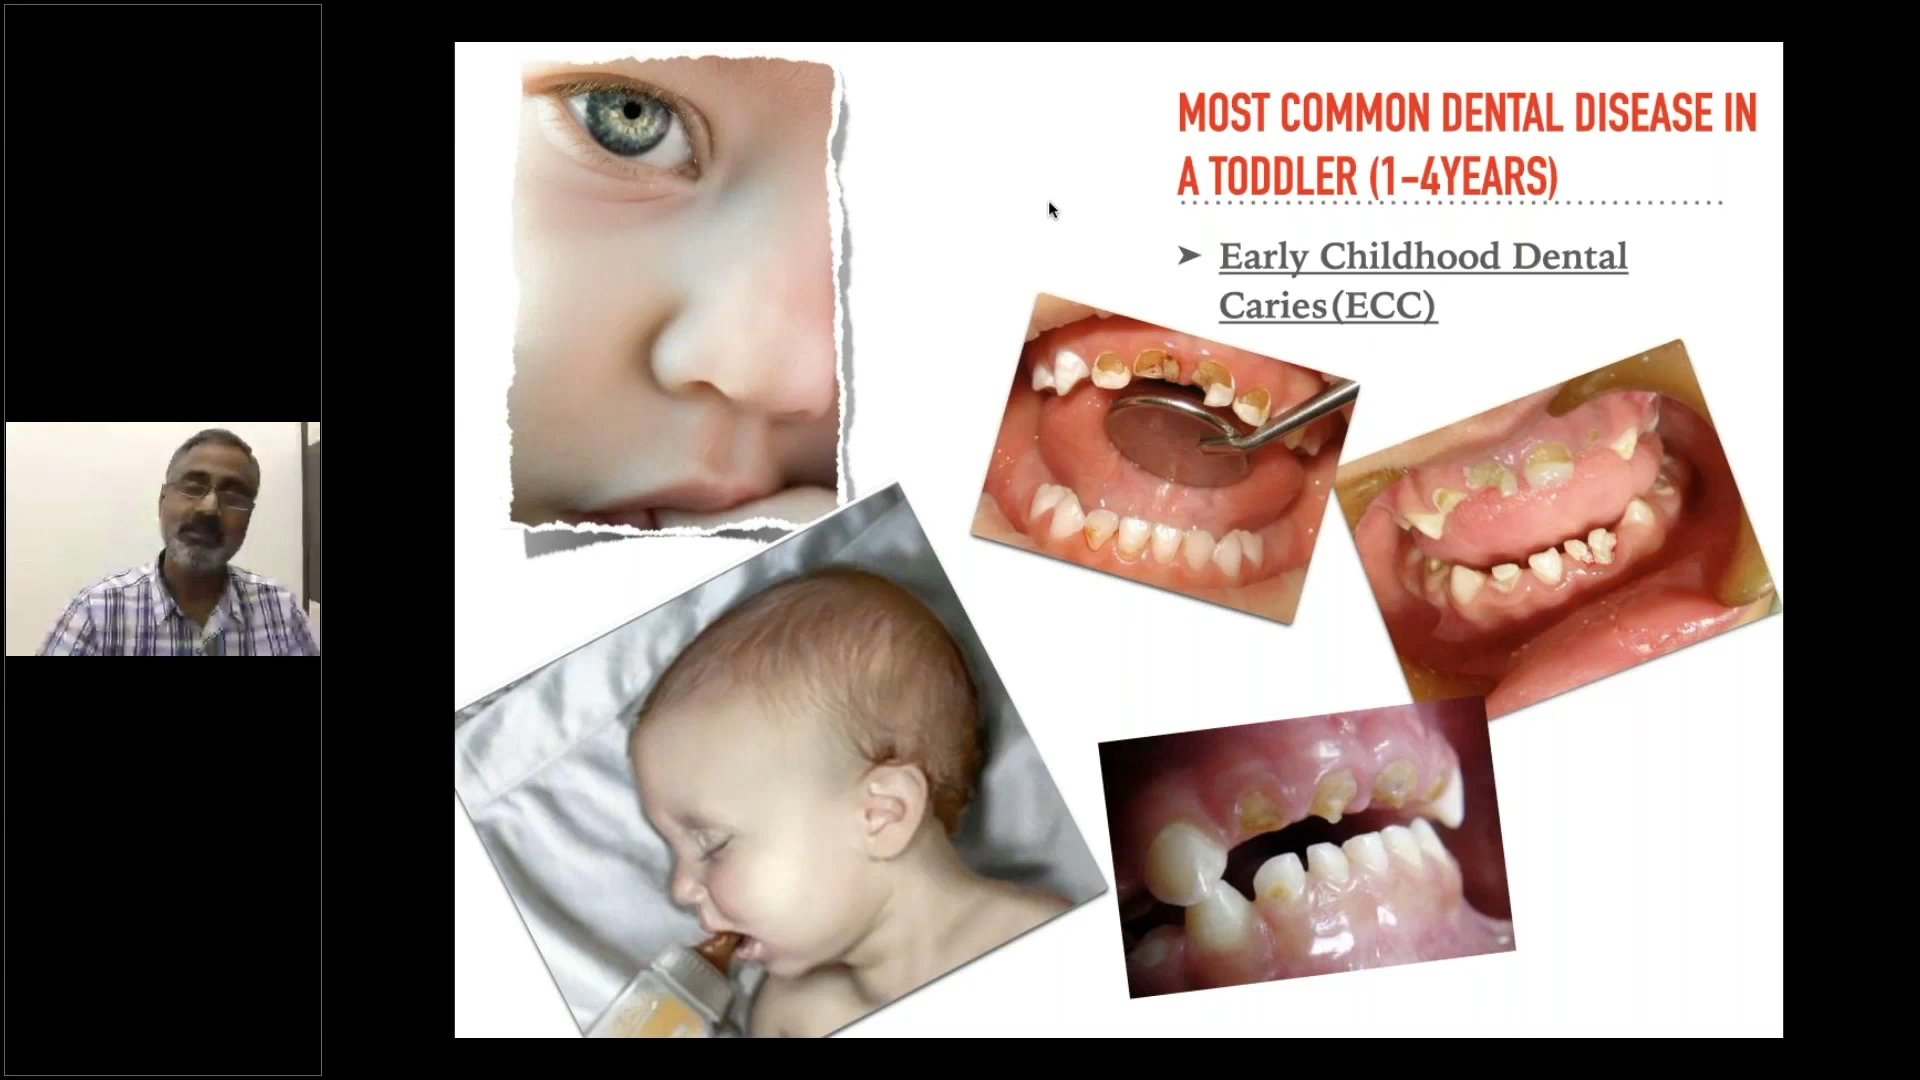 MOST COMMON DENTAL DISEASE IN
A TODDLER (1-4YEARS)
➤ Early Childhood Dental
Caries(ECC)